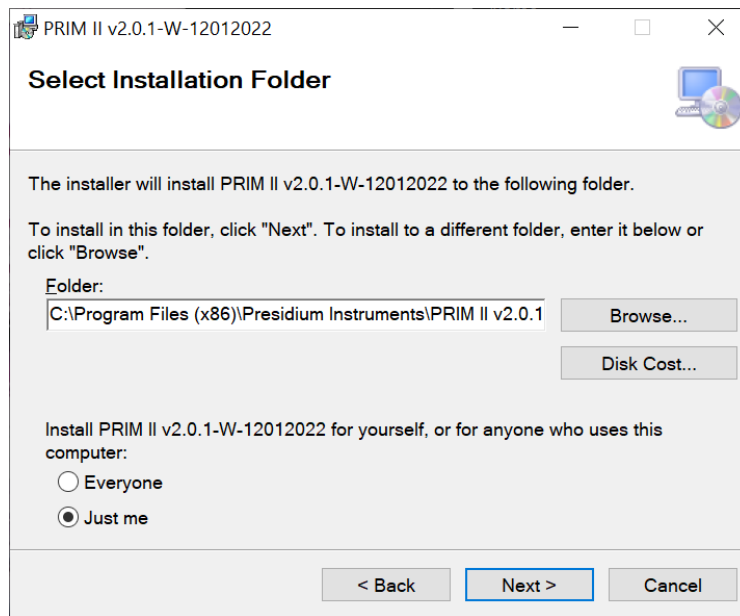 PRIM II v2.0.1-W-12012022
Select Installation Folder
The installer will install PRIM II v2.0.1-W-12012022 to the following folder.
To install in this folder, click "Next". To install to a different folder, enter it below or
click "Browse".
Folder:
C:\Program Files (x86)\Presidium Instruments\PRIM II v2.0.1
Browse...
Disk Cost...
Install PRIM II v2.0.1-W-12012022 for yourself, or for anyone who uses this
computer:
Everyone
Just me
< Back
Next >
Cancel